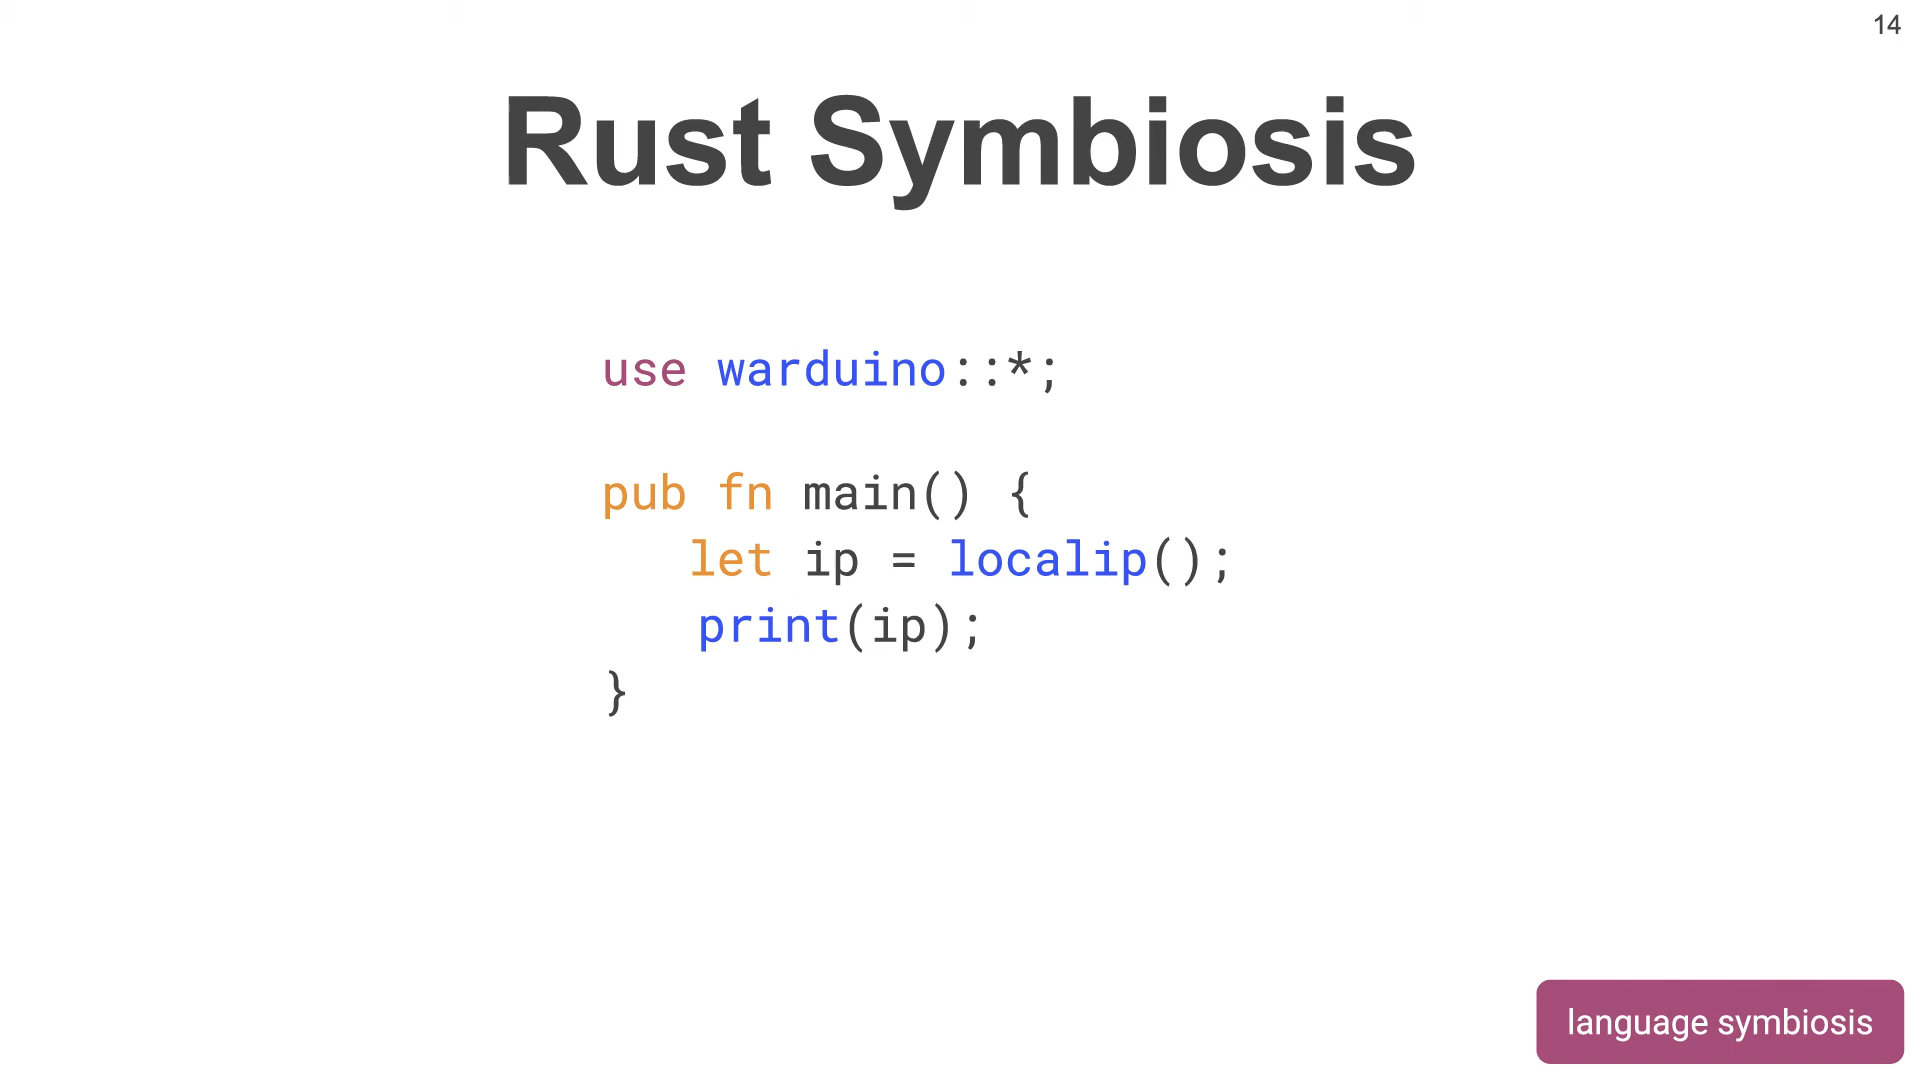 14
Rust Symbiosis
use warduino::*;
pub fn main() {
let ip = localip();
print(ip);
}
language symbiosis